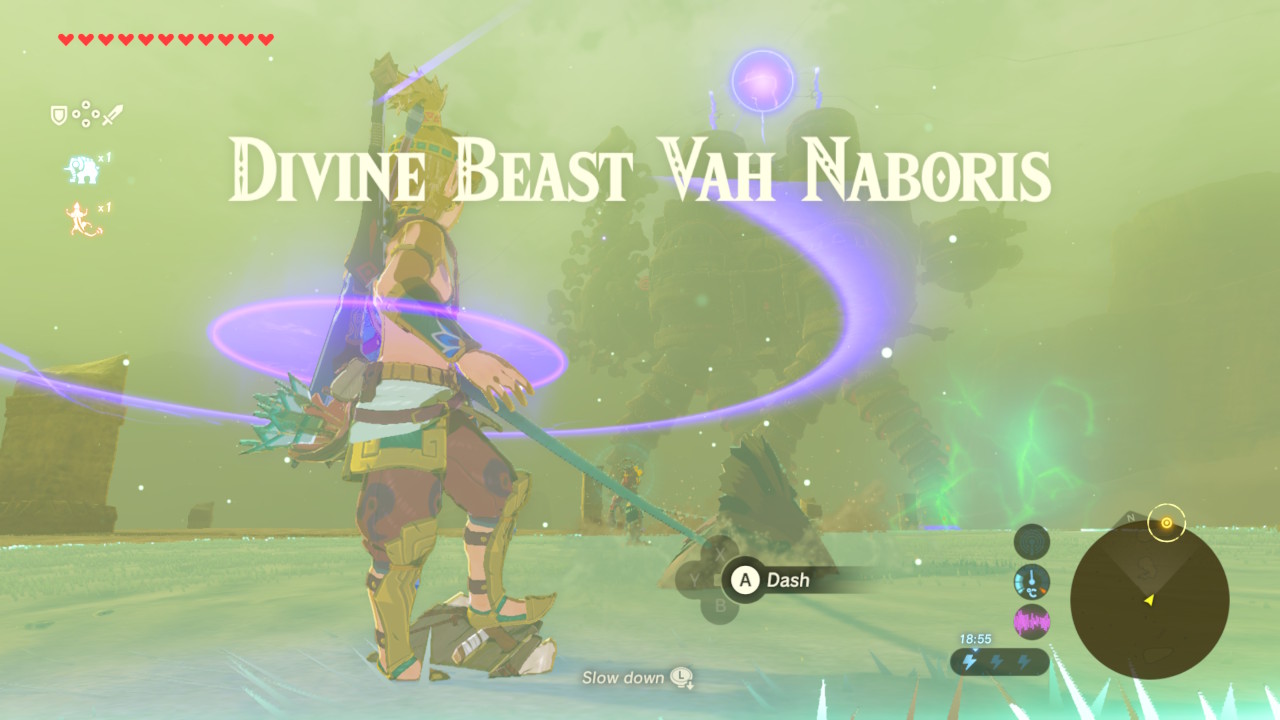 x1
DIVINE BEAST VAH NABORIS
x1
N
X
Y
A Dash
B
18:55
°C
Slow down L